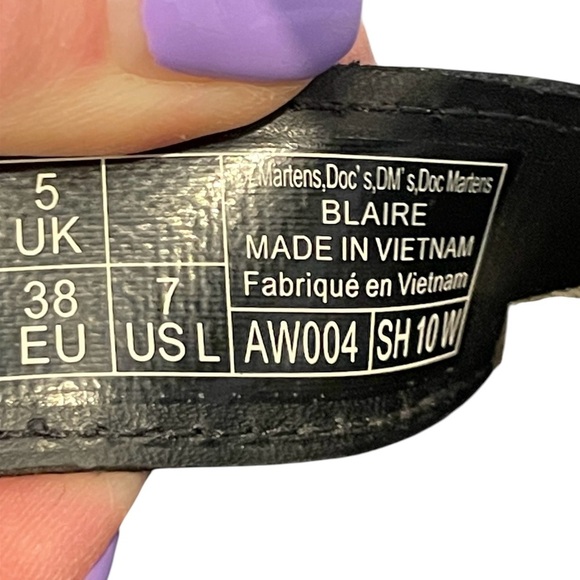 5
UK
38
EU
7
US L
Martens,Doc's,DM's,Doc Martens
BLAIRE
MADE IN VIETNAM
Fabriqué en Vietnam
AW004
SH 10 W